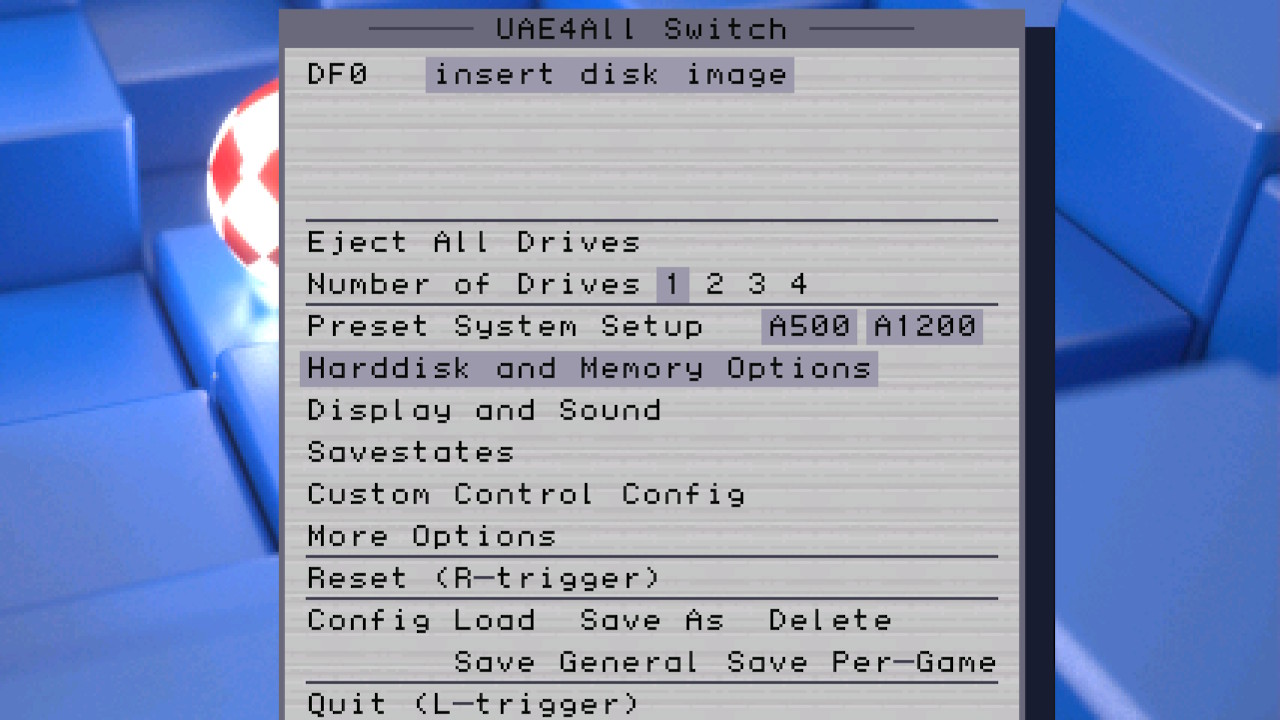 UAE4All Switch
DF0 insert disk image
Eject All Drives
Number of Drives 1 2 3 4
Preset System Setup A500 A1200
Harddisk and Memory Options
Display and Sound
Savestates
Custom Control Config
More Options
Reset (R-trigger)
Config Load Save As Delete
Save General Save Per-Game
Quit (L-trigger)